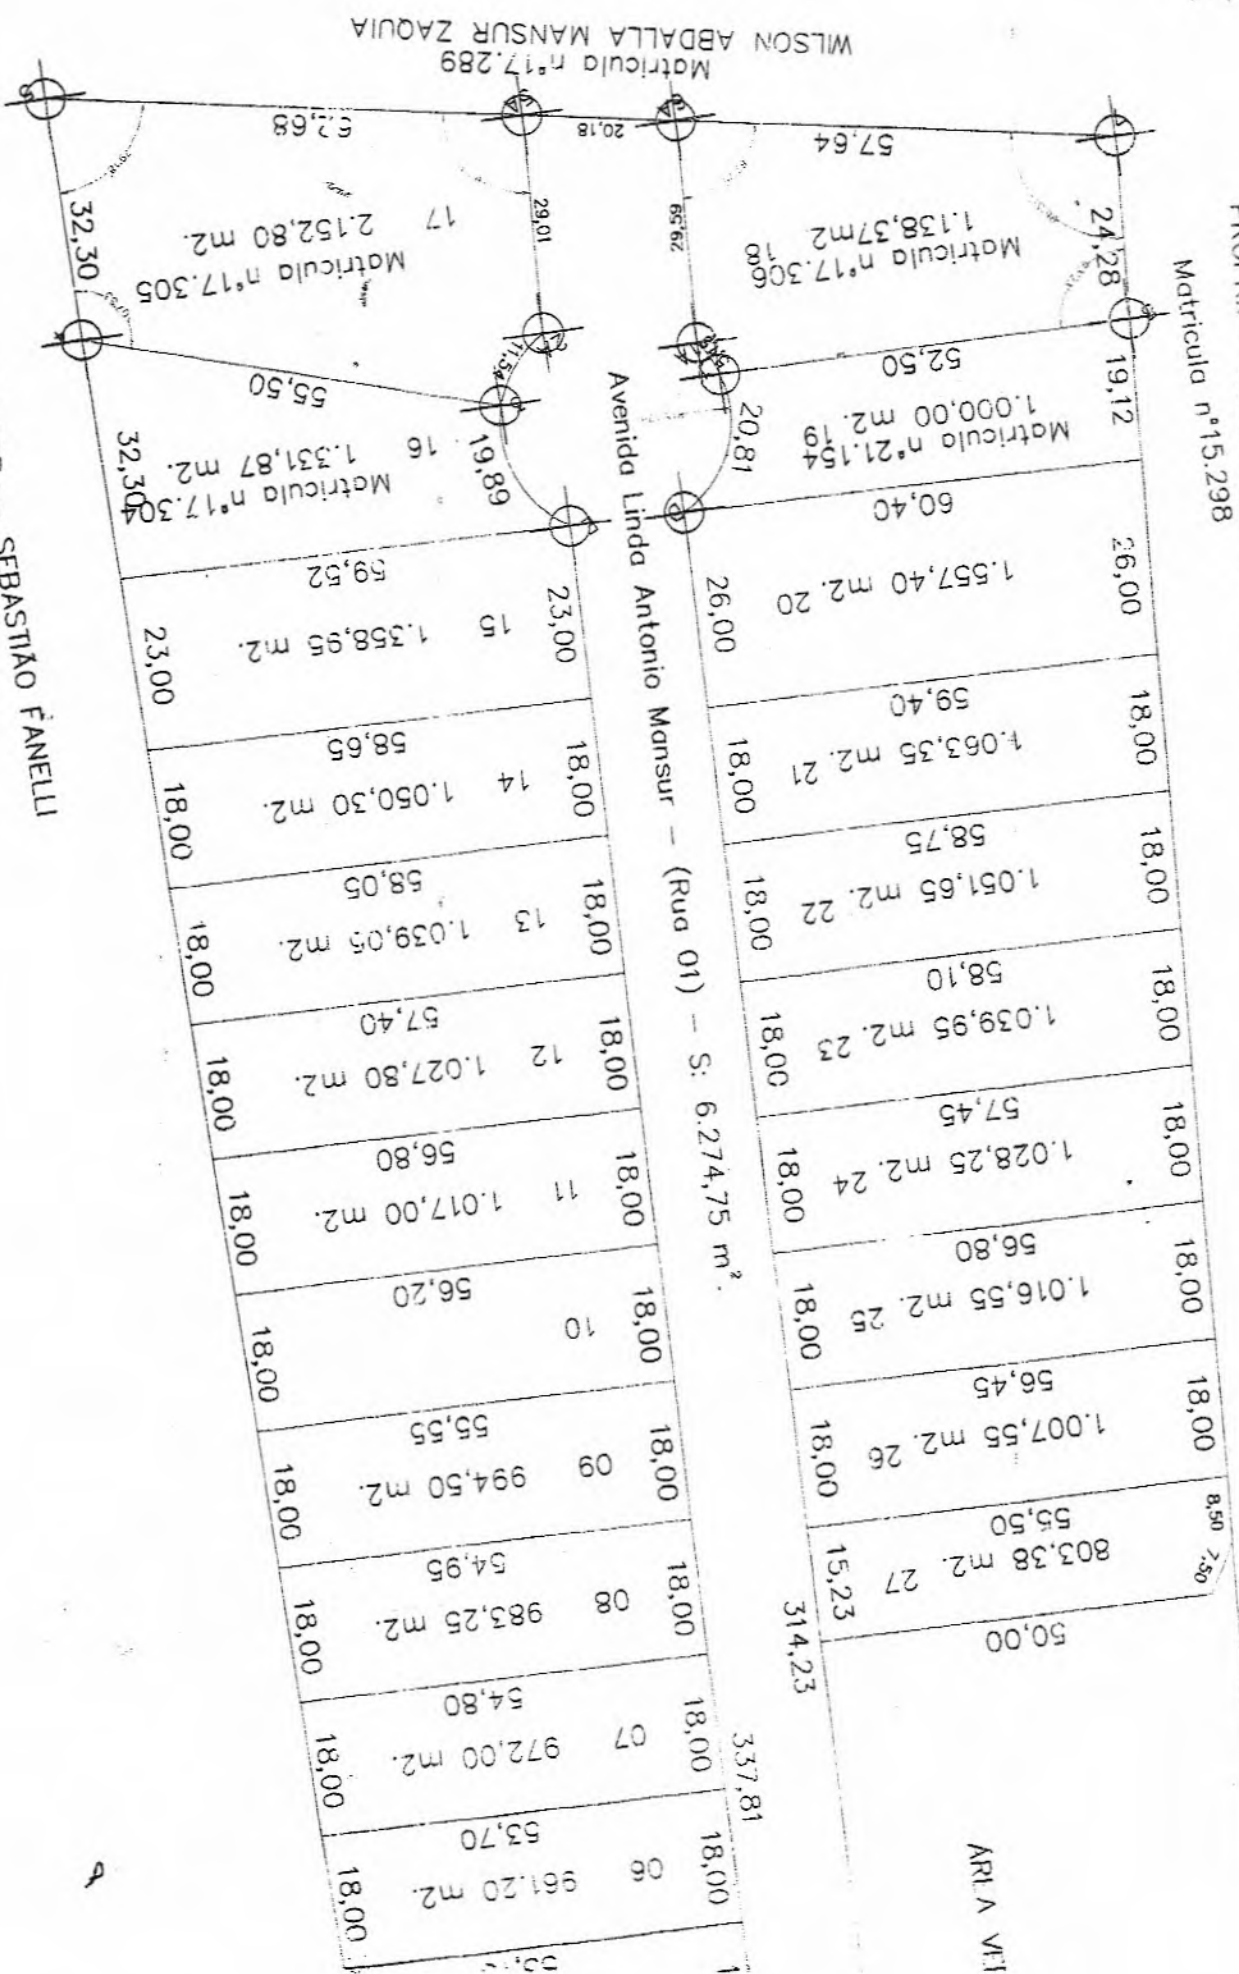 WILSON ABDALLA MANSUR ZAQUIA
Matricula n°17.289
20,18
57,64
24,28
Matricula n°15.298
32,30
17
2.152,80 m2.
Matricula n°17.305
29,01
29,59
1.138,37m2
18
Matricula n°17.306
11,54
55,50
52,50
19,12
32,30
16
1.331,87 m2.
Matricula n°17.304
19,89
20,81
1.000,00 m2. 19
Matricula n°21.154
60,40
59,52
23,00
15
1.358,95 m2.
23,00
26,00
1.557,40 m2. 20
26,00
58,65
59,40
18,00
14
1.050,30 m2.
18,00
18,00
1.063,35 m2. 21
18,00
58,05
58,75
18,00
13
1.039,05 m2.
18,00
18,00
1.051,65 m2. 22
18,00
57,40
58,10
18,00
12
1.027,80 m2.
18,00
18,00
1.039,95 m2. 23
18,00
56,80
57,45
18,00
11
1.017,00 m2.
18,00
18,00
1.028,25 m2. 24
18,00
56,20
56,80
18,00
10
18,00
18,00
1.016,55 m2. 25
18,00
55,55
56,45
18,00
09
994,50 m2.
18,00
18,00
1.007,55 m2. 26
18,00
54,95
55,50
18,00
08
983,25 m2.
18,00
15,23
803,38 m2. 27
8,50
2,50
50,00
54,80
18,00
07
972,00 m2.
18,00
53,70
18,00
06
961.20 m2.
18,00
314,23
337,81
Avenida Linda Antonio Mansur – (Rua 01) – S: 6.274,75 m².
SEBASTIÃO FANELLI
ÁREA